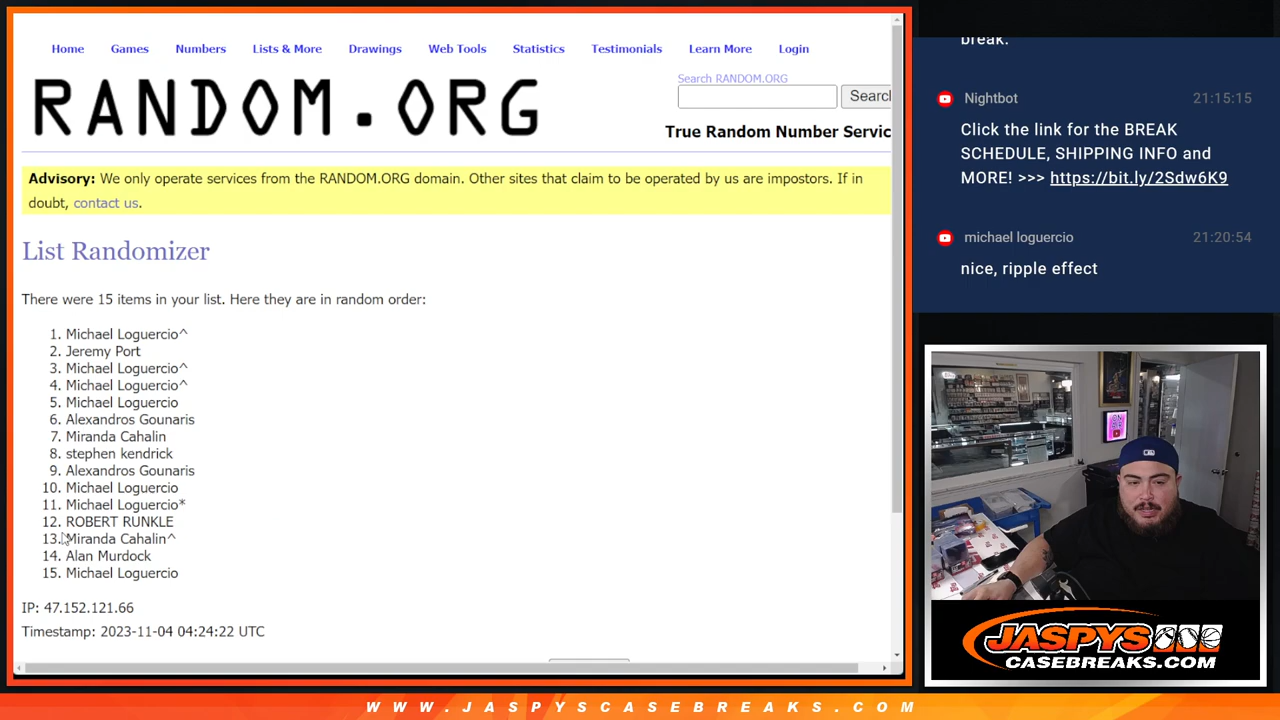 Home Games Numbers Lists & More Drawings Web Tools Statistics Testimonials Learn More Login
RANDOM.ORG
Search RANDOM.ORG
Search
True Random Number Servic
Advisory: We only operate services from the RANDOM.ORG domain. Other sites that claim to be operated by us are impostors. If in
doubt, contact us.
List Randomizer
There were 15 items in your list. Here they are in random order:
1. Michael Loguercio^
2. Jeremy Port
3. Michael Loguercio^
4. Michael Loguercio^
5. Michael Loguercio
6. Alexandros Gounaris
7. Miranda Cahalin
8. stephen kendrick
9. Alexandros Gounaris
10. Michael Loguercio
11. Michael Loguercio*
12. ROBERT RUNKLE
13. Miranda Cahalin^
14. Alan Murdock
15. Michael Loguercio
IP: 47.152.121.66
Timestamp: 2023-11-04 04:24:22 UTC
break.
Nightbot 21:15:15
Click the link for the BREAK
SCHEDULE, SHIPPING INFO and
MORE! >>> https://bit.ly/2Sdw6K9
michael loguercio 21:20:54
nice, ripple effect
JASPYS
CASEBREAKS.COM
WWW.JASPYSCASEBREAKS.COM